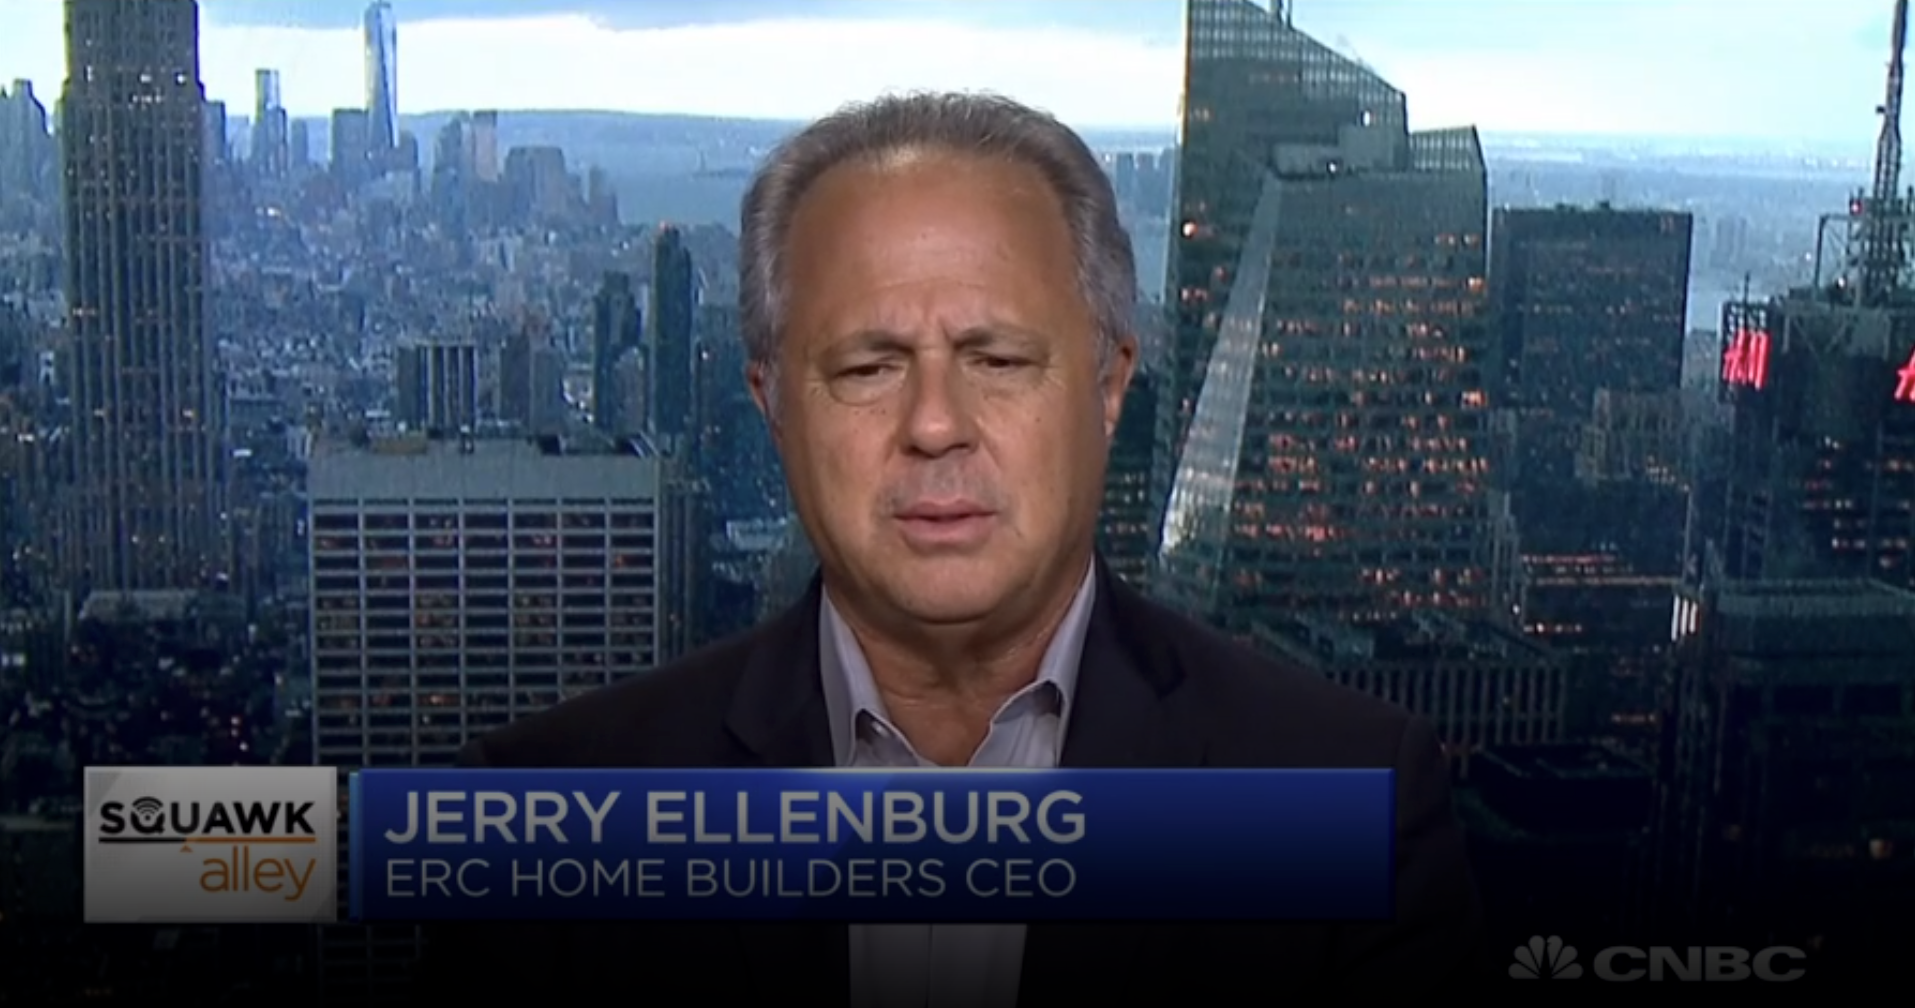 H&M
H
SQUAWK
alley
JERRY ELLENBURG
ERC HOME BUILDERS CEO
CNBC